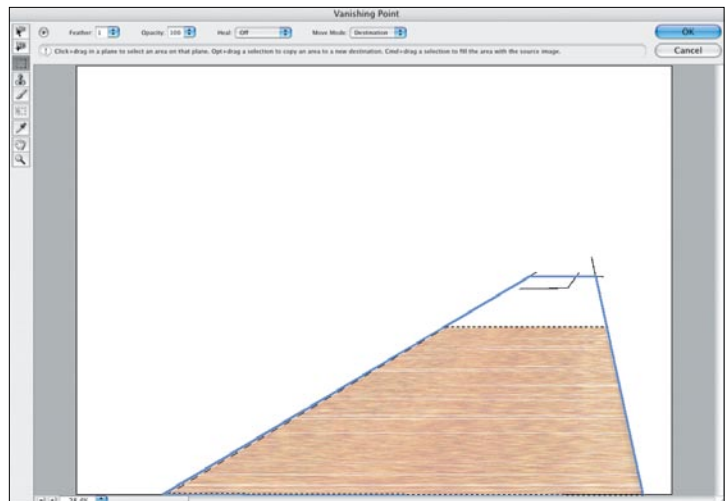 Vanishing Point
Feather: 1 Opacity: 100 Heal: Off Move Mode: Destination OK
Click+drag in a plane to select an area on that plane. Opt+drag a selection to copy an area to a new destination. Cmd+drag a selection to fill the area with the source image. Cancel